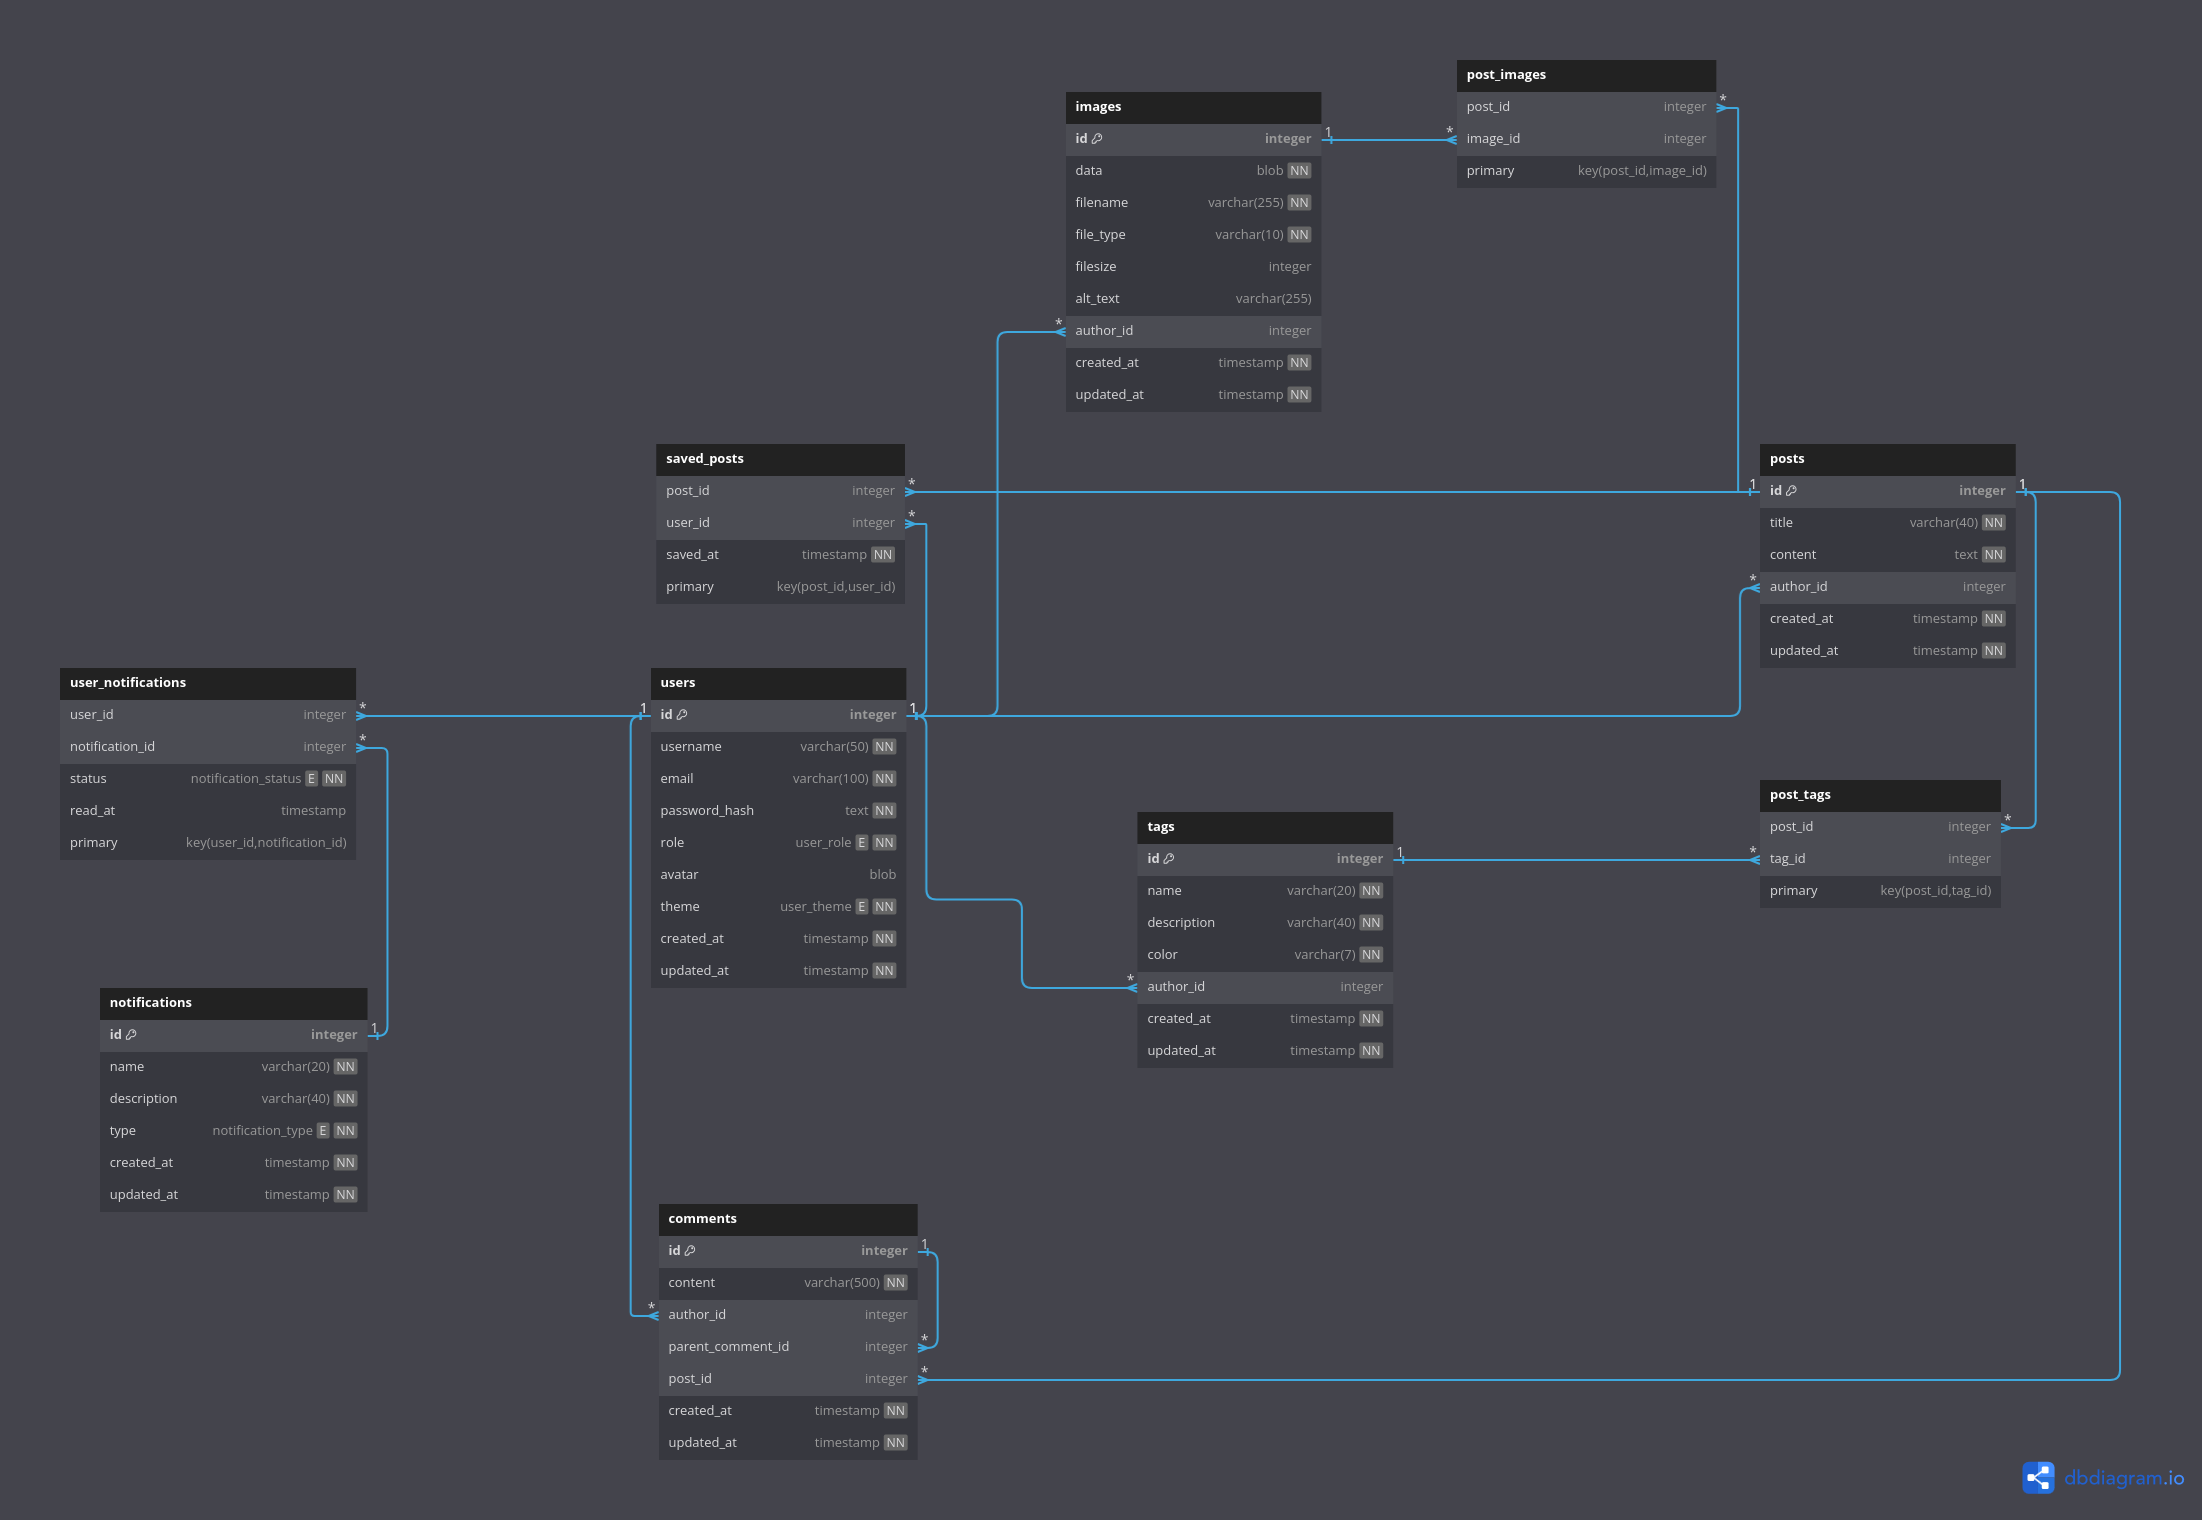 post_images
* post_id integer *
image_id integer
primary key(post_id,image_id)
images
id integer 1
data blob NN
filename varchar(255) NN
file_type varchar(10) NN
filesize integer
alt_text varchar(255)
* author_id integer
created_at timestamp NN
updated_at timestamp NN
saved_posts
post_id integer *
user_id integer *
saved_at timestamp NN
primary key(post_id,user_id)
posts
1 id integer 1
title varchar(40) NN
content text NN
* author_id integer
created_at timestamp NN
updated_at timestamp NN
user_notifications
user_id integer *
notification_id integer *
status notification_status E NN
read_at timestamp
primary key(user_id,notification_id)
users
1 id integer 1
username varchar(50) NN
email varchar(100) NN
password_hash text NN
role user_role E NN
avatar blob
theme user_theme E NN
created_at timestamp NN
updated_at timestamp NN
post_tags
post_id integer *
* tag_id integer
primary key(post_id,tag_id)
tags
id integer 1
name varchar(20) NN
description varchar(40) NN
color varchar(7) NN
* author_id integer
created_at timestamp NN
updated_at timestamp NN
notifications
id integer 1
name varchar(20) NN
description varchar(40) NN
type notification_type E NN
created_at timestamp NN
updated_at timestamp NN
comments
id integer 1
content varchar(500) NN
* author_id integer
parent_comment_id integer *
post_id integer *
created_at timestamp NN
updated_at timestamp NN
dbdiagram.io